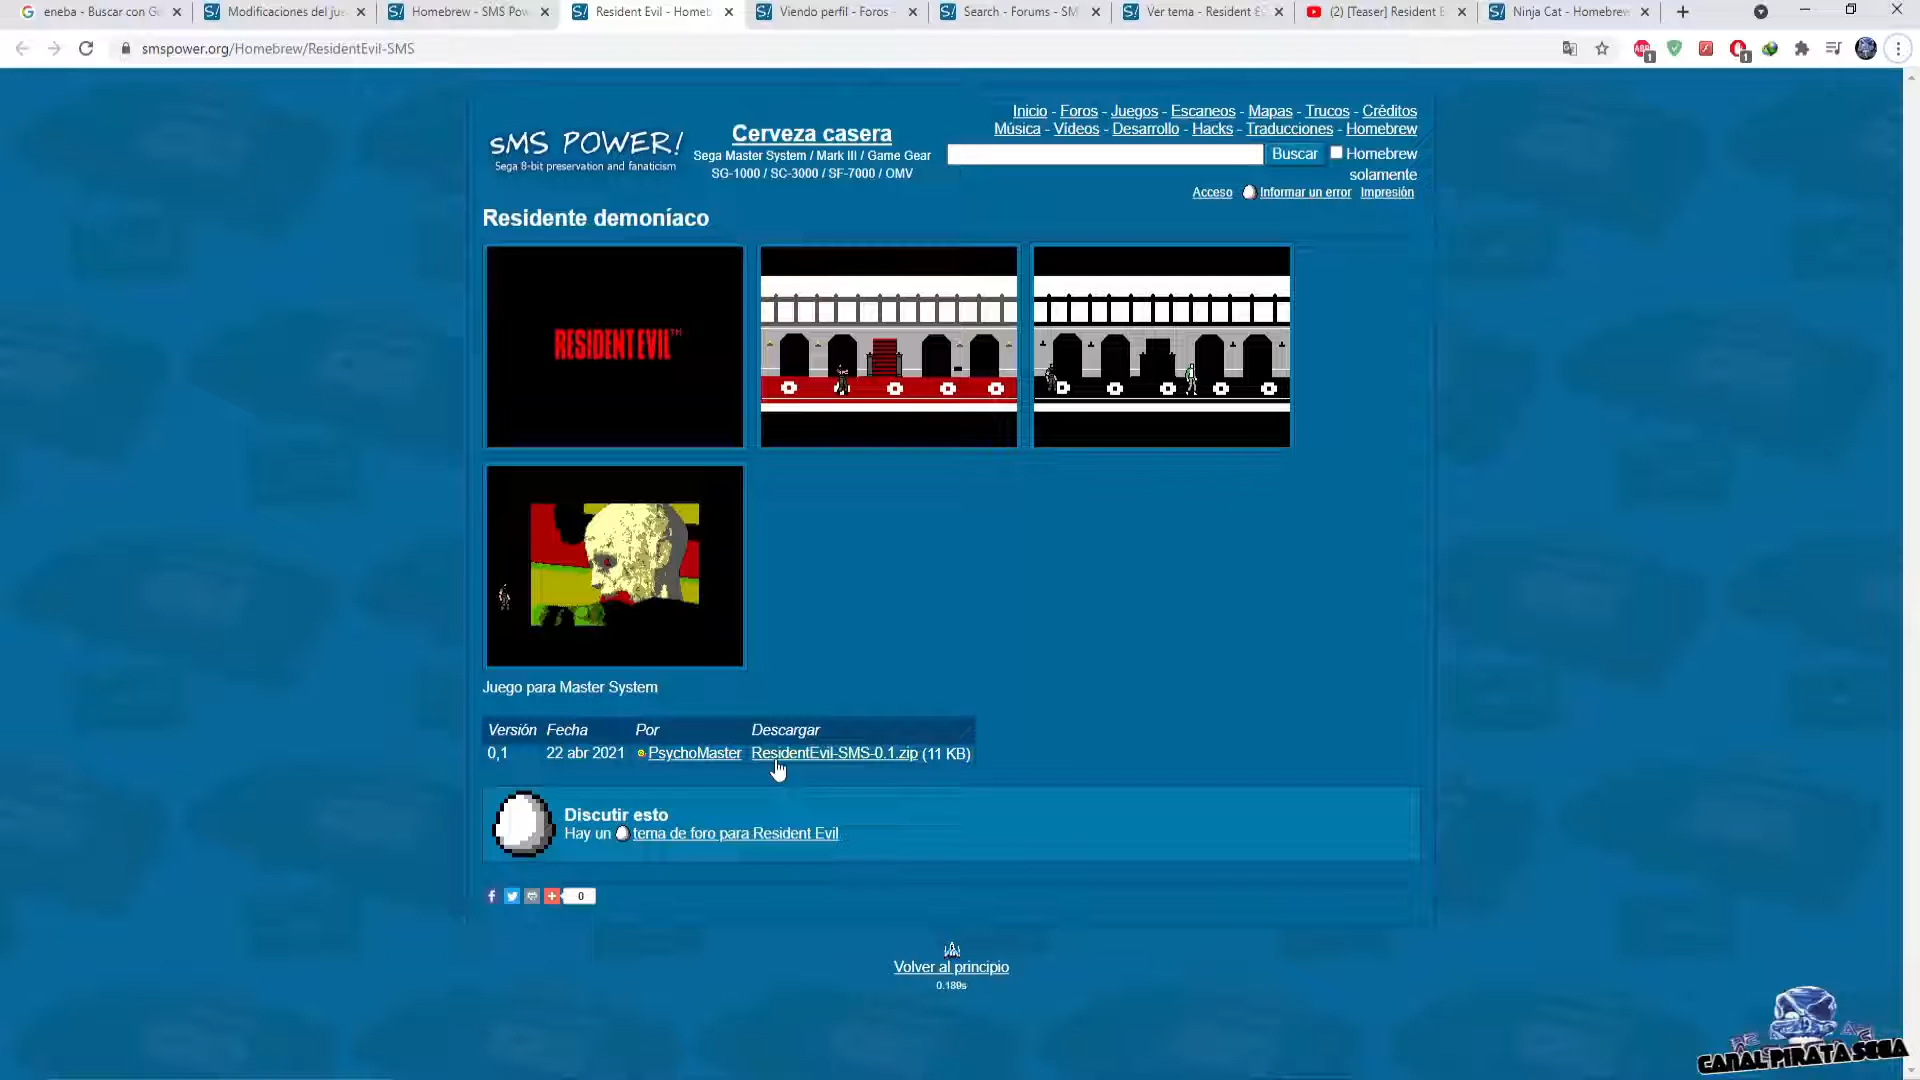 eneba - Buscar con G
Modificaciones del ju
Homebrew - SMS Pow
Resident Evil - Homeb
Viendo perfil - Foros -
Search - Forums - SM
Ver tema - Resident E
(2) [Teaser] Resident E
Ninja Cat - Homebrew
smspower.org/Homebrew/ResidentEvil-SMS
SMS POWER!
Sega 8-bit preservation and fanaticism
Cerveza casera
Sega Master System / Mark III / Game Gear
SG-1000 / SC-3000 / SF-7000 / OMV
Inicio - Foros - Juegos - Escaneos - Mapas - Trucos - Créditos
Música - Vídeos - Desarrollo - Hacks - Traducciones - Homebrew
Buscar
Homebrew
solamente
Acceso Informar un error Impresión
Residente demoníaco
RESIDENT EVIL™
Juego para Master System
Versión Fecha Por Descargar
0,1 22 abr 2021 PsychoMaster ResidentEvil-SMS-0.1.zip (11 KB)
Discutir esto
Hay un tema de foro para Resident Evil
0
Volver al principio
0.189s
CANAL PIRATA SEGA